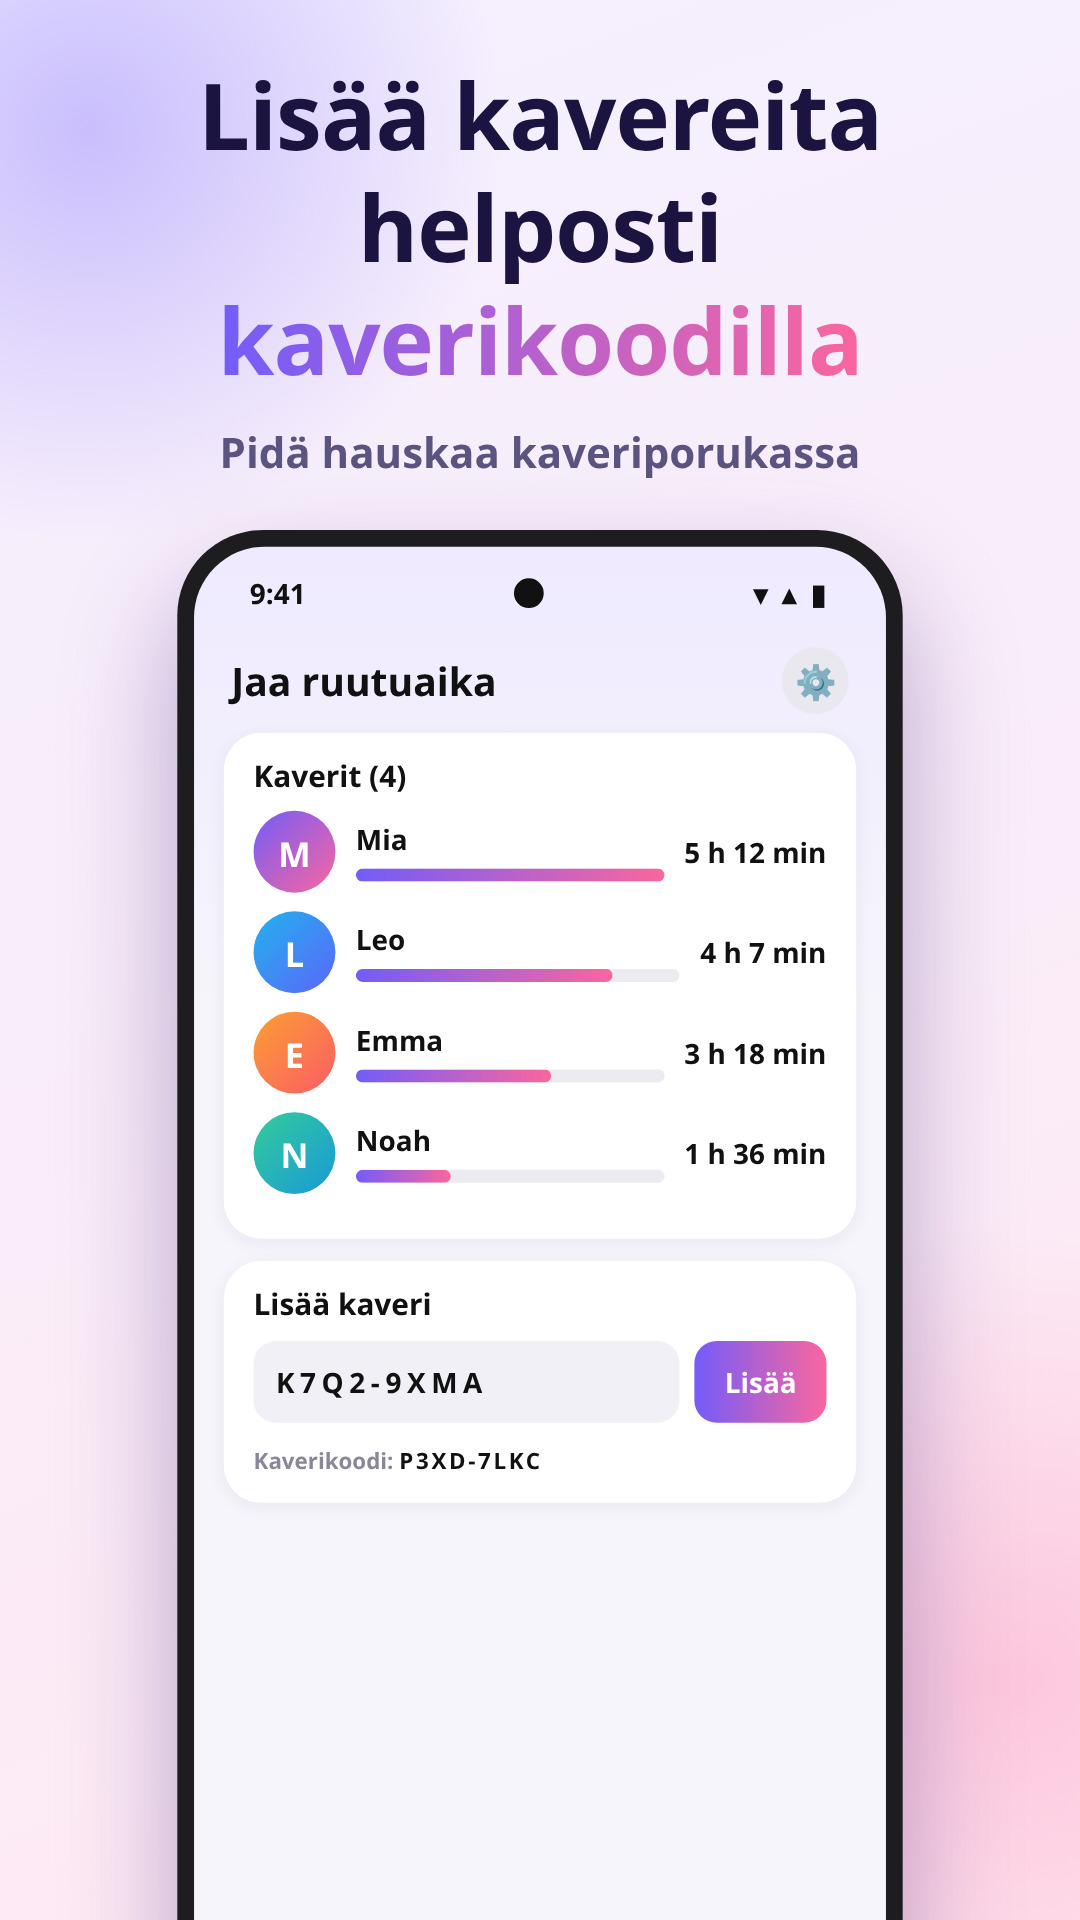 Lisää kavereita
helposti
kaverikoodilla
Pidä hauskaa kaveriporukassa
9:41
Jaa ruutuaika
Kaverit (4)
M
Mia
5 h 12 min
L
Leo
4 h 7 min
E
Emma
3 h 18 min
N
Noah
1 h 36 min
Lisää kaveri
K7Q2-9XMA
Lisää
Kaverikoodi: P3XD-7LKC